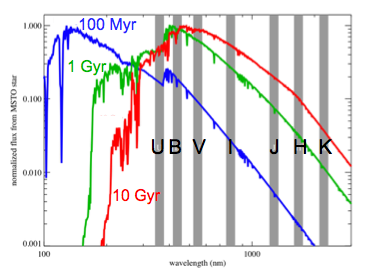 1.000
100 Myr
1 Gyr
0.100
U B V I J H K
0.010
10 Gyr
0.001
100
1000
wavelength (nm)
normalized flux from MSTO star